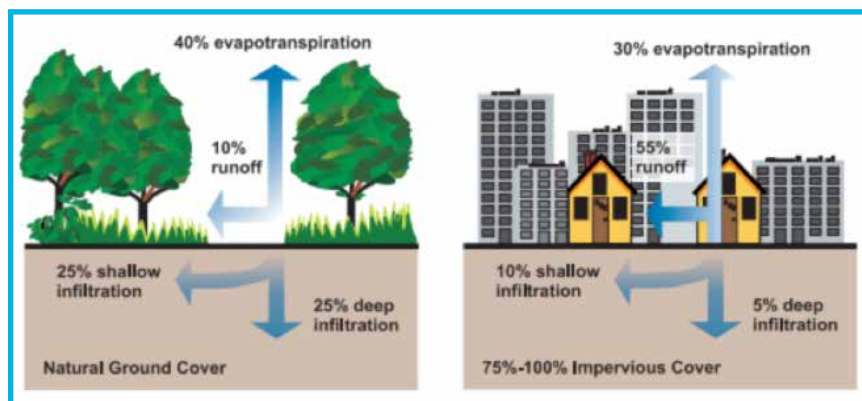 40% evapotranspiration
10%
runoff
25% shallow
infiltration
25% deep
infiltration
Natural Ground Cover
30% evapotranspiration
55%
runoff
10% shallow
infiltration
5% deep
infiltration
75%-100% Impervious Cover